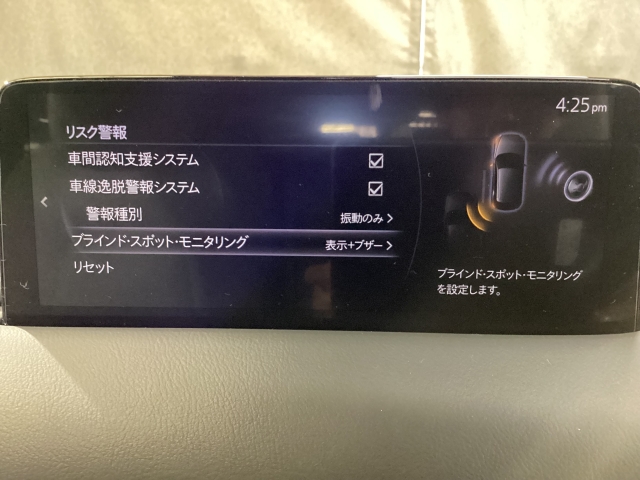 4:25pm
リスク警報
車間認知支援システム
車線逸脱警報システム
警報種別 振動のみ
ブラインド・スポット・モニタリング 表示+ブザー
リセット
ブラインド・スポット・モニタリング
を設定します。